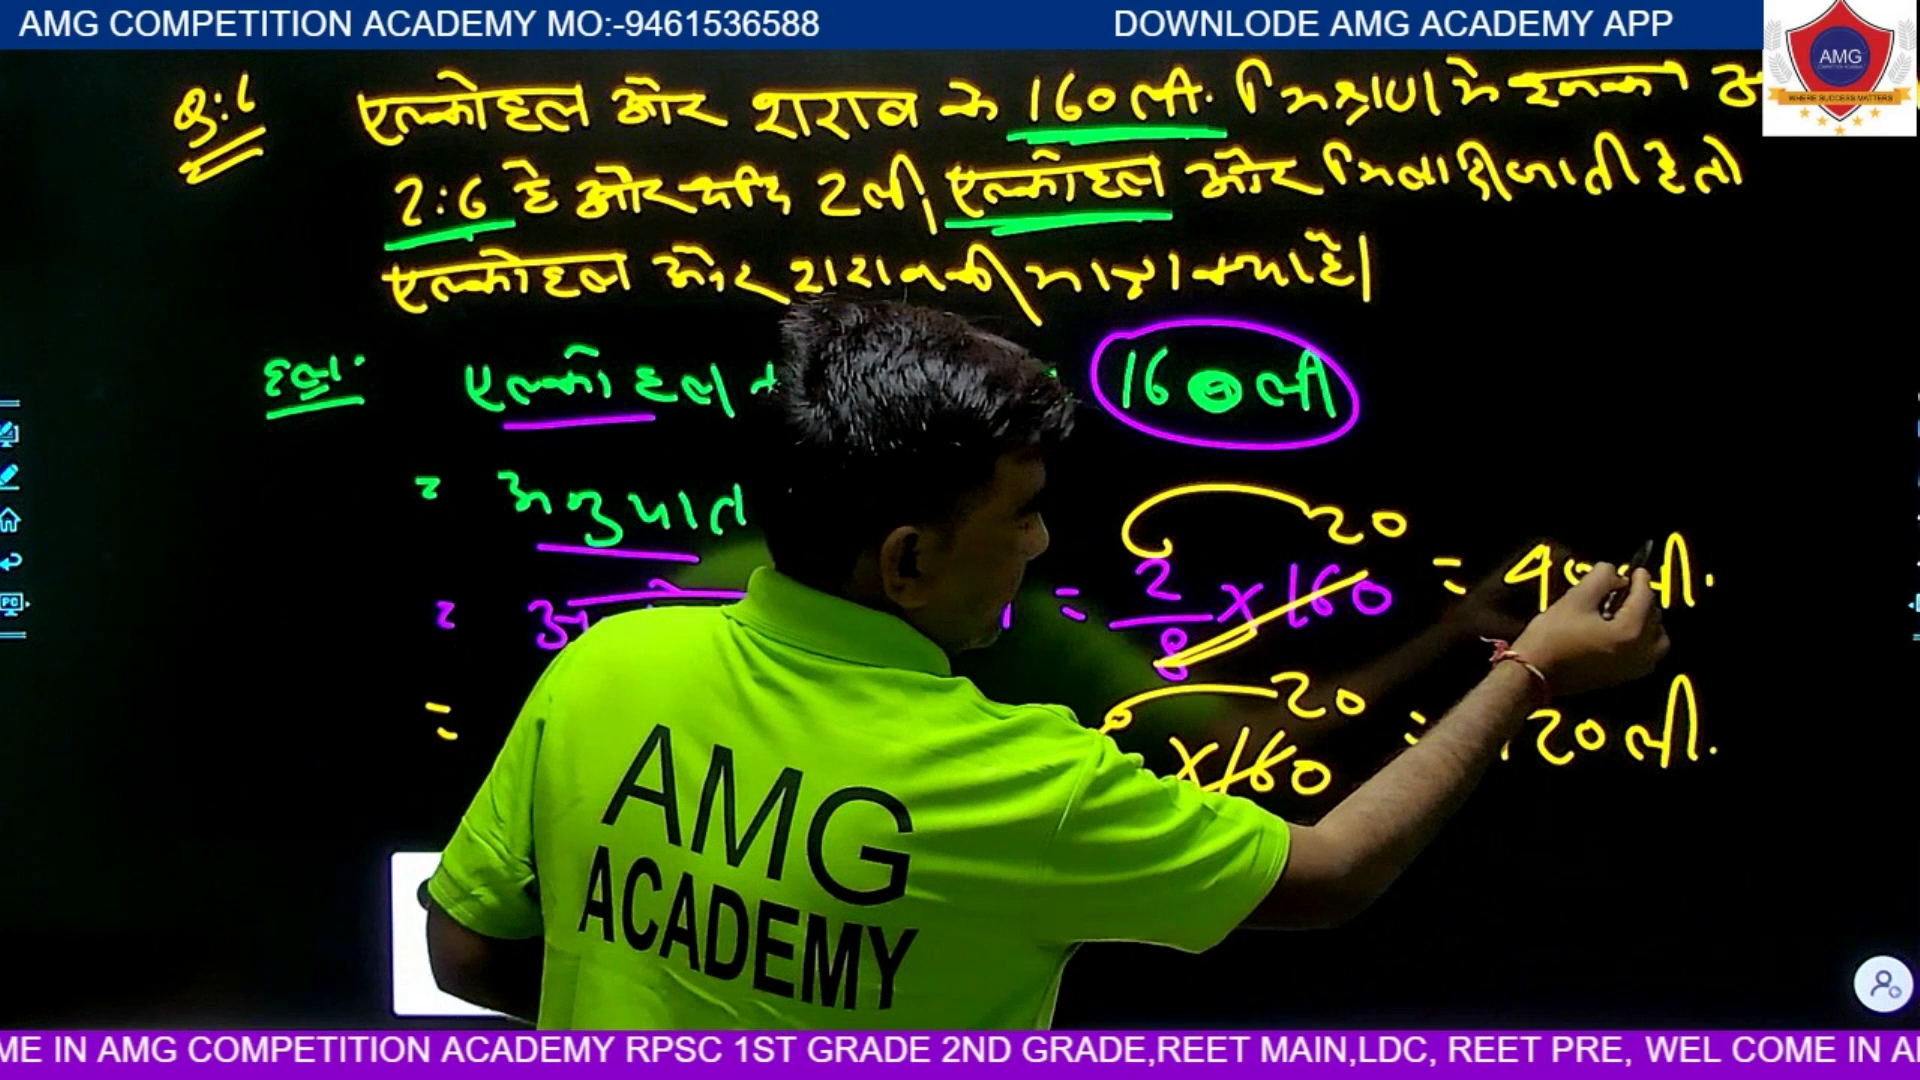 AMG COMPETITION ACADEMY MO:-9461536588 DOWNLODE AMG ACADEMY APP
AMG
WHERE SUCCESS MATTERS
एल्कोहल और शराब के 160 ली. मिश्रण मे इनका
2:6 है और यदि 2 ली एल्कोहल और मिला दी जाती है तो
एल्कोहल और शराब की मात्रा क्या है।
हल. एल्कोहल + 160 ली
= अनुपात
20
= 2/8 × 160 = 40 ली.
20
= × 160 = 120 ली.
AMG
ACADEMY
ME IN AMG COMPETITION ACADEMY RPSC 1ST GRADE 2ND GRADE,REET MAIN,LDC, REET PRE, WEL COME IN